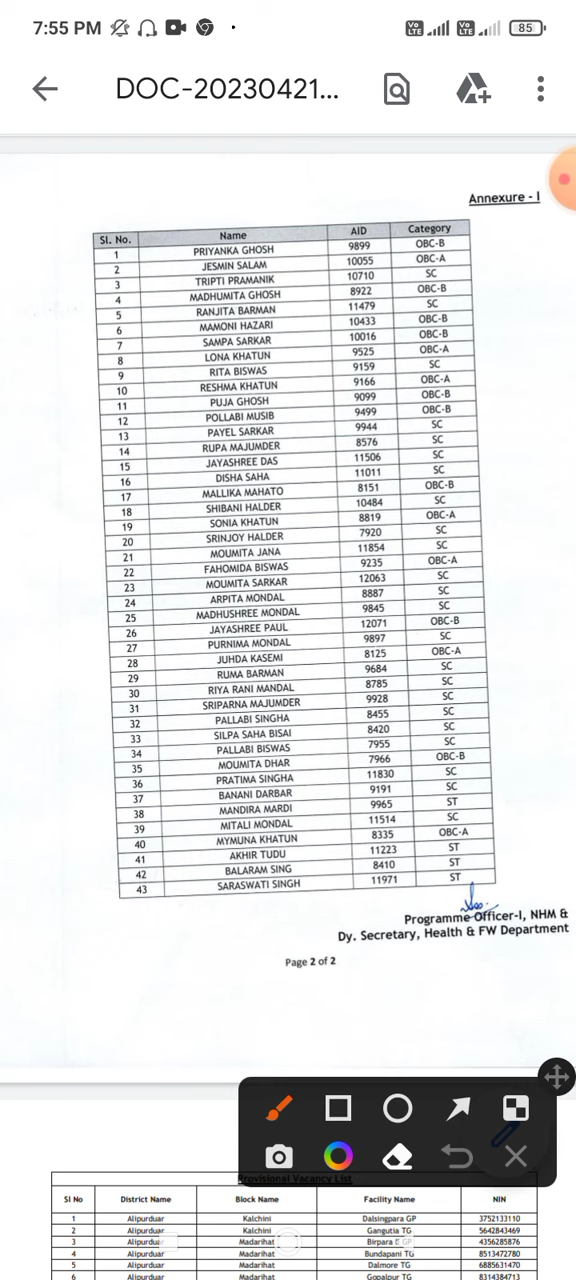 7:55 PM
85
DOC-20230421...
Annexure - I
Sl. No. Name AID Category
1 PRIYANKA GHOSH 9899 OBC-B
2 JESMIN SALAM 10055 OBC-A
3 TRIPTI PRAMANIK 10710 SC
4 MADHUMITA GHOSH 8922 OBC-B
5 RANJITA BARMAN 11479 SC
6 MAMONI HAZARI 10433 OBC-B
7 SAMPA SARKAR 10016 OBC-B
8 LONA KHATUN 9525 OBC-A
9 RITA BISWAS 9159 SC
10 RESHMA KHATUN 9166 OBC-A
11 PUJA GHOSH 9099 OBC-B
12 POLLABI MUSIB 9499 OBC-B
13 PAYEL SARKAR 9944 SC
14 RUPA MAJUMDER 8576 SC
15 JAYASHREE DAS 11506 SC
16 DISHA SAHA 11011 SC
17 MALLIKA MAHATO 8151 OBC-B
18 SHIBANI HALDER 10484 SC
19 SONIA KHATUN 8819 OBC-A
20 SRINJOY HALDER 7920 SC
21 MOUMITA JANA 11854 SC
22 FAHOMIDA BISWAS 9235 OBC-A
23 MOUMITA SARKAR 12063 SC
24 ARPITA MONDAL 8887 SC
25 MADHUSHREE MONDAL 9845 SC
26 JAYASHREE PAUL 12071 OBC-B
27 PURNIMA MONDAL 9897 SC
28 JUHDA KASEMI 8125 OBC-A
29 RUMA BARMAN 9684 SC
30 RIYA RANI MANDAL 8785 SC
31 SRIPARNA MAJUMDER 9928 SC
32 PALLABI SINGHA 8455 SC
33 SILPA SAHA BISAI 8420 SC
34 PALLABI BISWAS 7955 SC
35 MOUMITA DHAR 7966 OBC-B
36 PRATIMA SINGHA 11830 SC
37 BANANI DARBAR 9191 SC
38 MANDIRA MARDI 9965 ST
39 MITALI MONDAL 11514 SC
40 MYMUNA KHATUN 8335 OBC-A
41 AKHIR TUDU 11223 ST
42 BALARAM SING 8410 ST
43 SARASWATI SINGH 11971 ST
Programme Officer-I, NHM &
Dy. Secretary, Health & FW Department
Page 2 of 2
Provisional Vacancy List
Sl No District Name Block Name Facility Name NIN
1 Alipurduar Kalchini Dalsingpara GP 3752133110
2 Alipurduar Kalchini Gangutia TG 5642843469
3 Alipurduar Madarihat Birpara GP 4356285876
4 Alipurduar Madarihat Bundapani TG 8513472780
5 Alipurduar Madarihat Dalmore TG 6885631470
6 Alipurduar Madarihat Gopalpur TG 8314384713